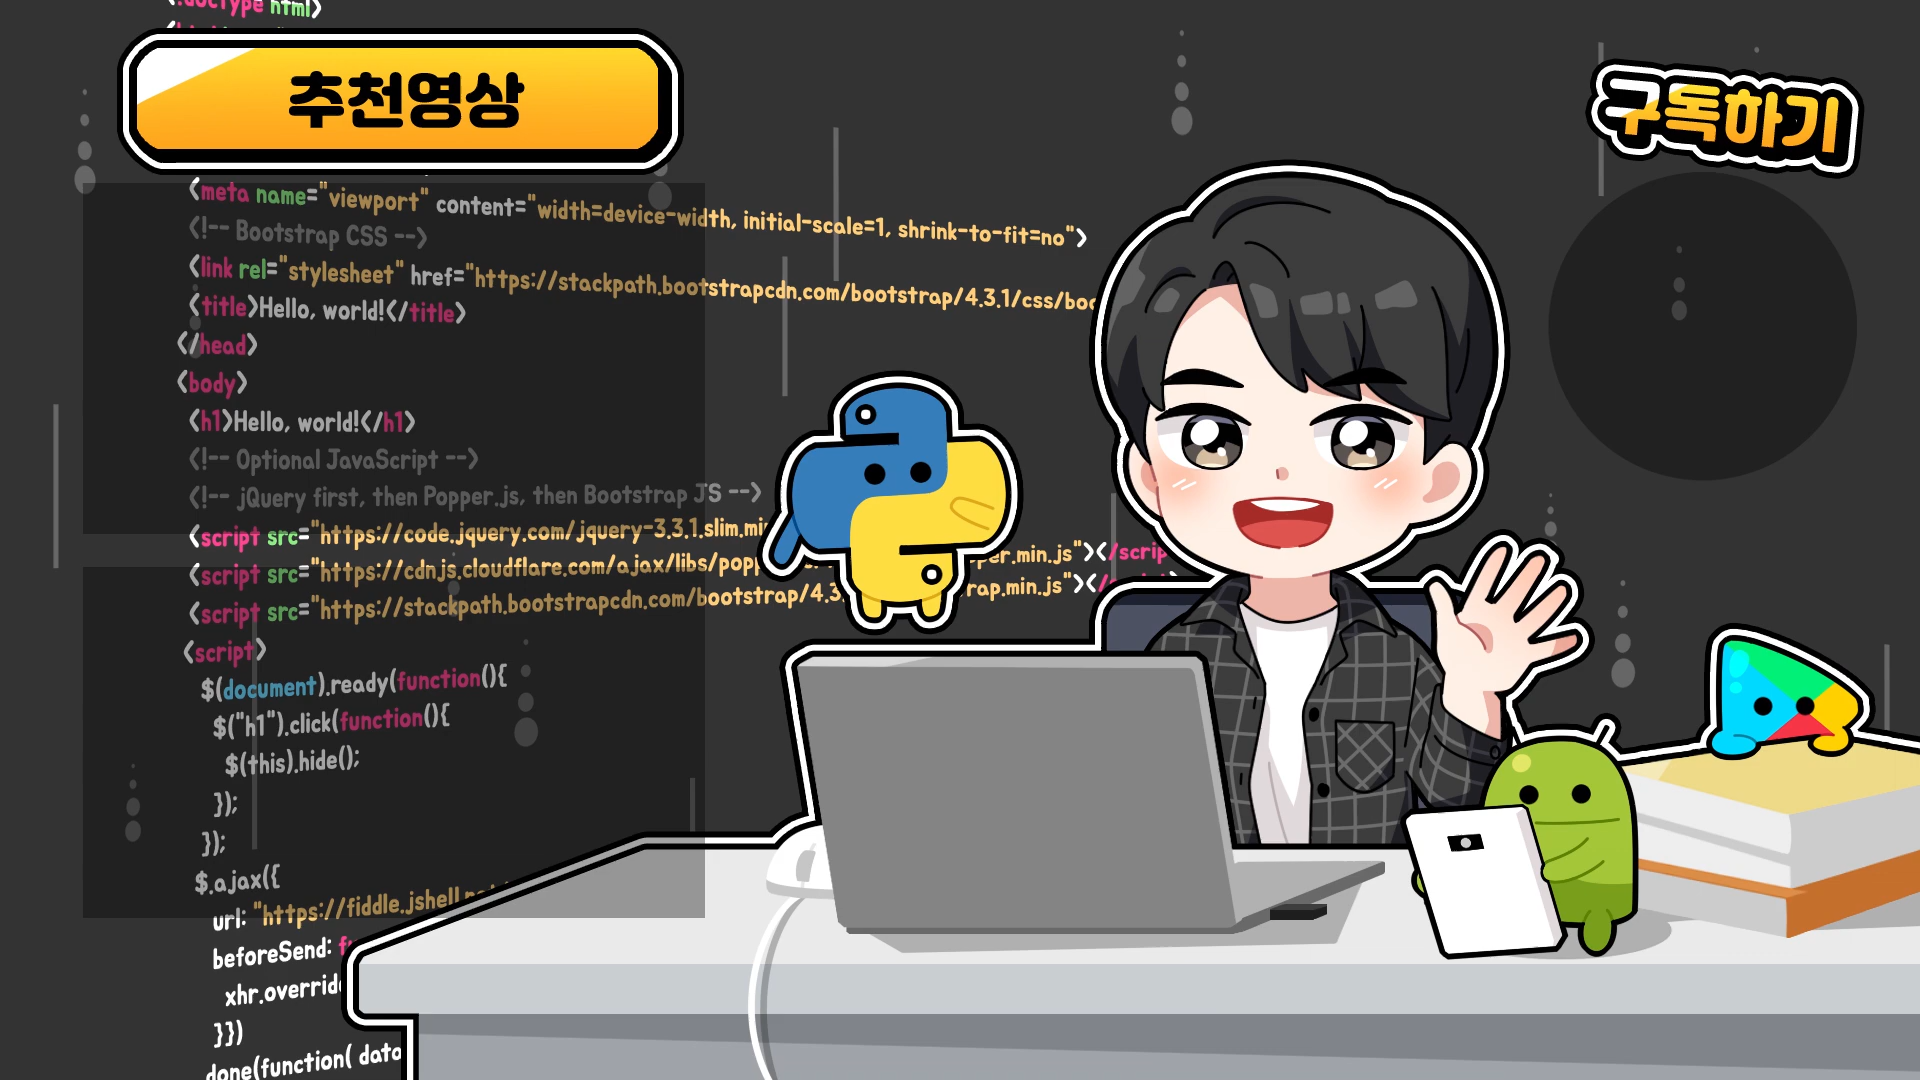 <!doctype html>
추천영상
구독하기
<meta name="viewport" content="width=device-width, initial-scale=1, shrink-to-fit=no">
<!-- Bootstrap CSS -->
<link rel="stylesheet" href="https://stackpath.bootstrapcdn.com/bootstrap/4.3.1/css/boo
<title>Hello, world!</title>
</head>
<body>
<h1>Hello, world!</h1>
<!-- Optional JavaScript -->
<!-- jQuery first, then Popper.js, then Bootstrap JS -->
<script src="https://code.jquery.com/jquery-3.3.1.slim.mi
<script src="https://cdnjs.cloudflare.com/ajax/libs/pop er.min.js"></scrip
<script src="https://stackpath.bootstrapcdn.com/bootstrap/4.3 rap.min.js"></
<script>
$(document).ready(function(){
$("h1").click(function(){
$(this).hide();
});
});
$.ajax({
url: "https://fiddle.jshell.ne
beforeSend: f
xhr.overrid
}})
done(function( data